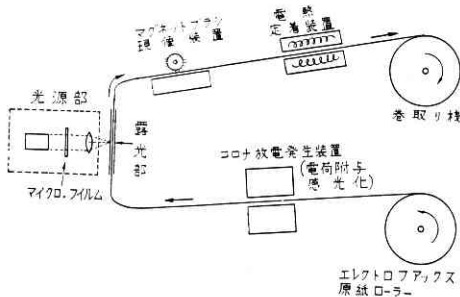 マグネットブラシ
現像装置
電熱
定着装置
光源部
露光部
マイクロ・フィルム
巻取り機
コロナ放電発生装置
(電荷附与
感光化)
エレクトロファックス
原紙ローラー